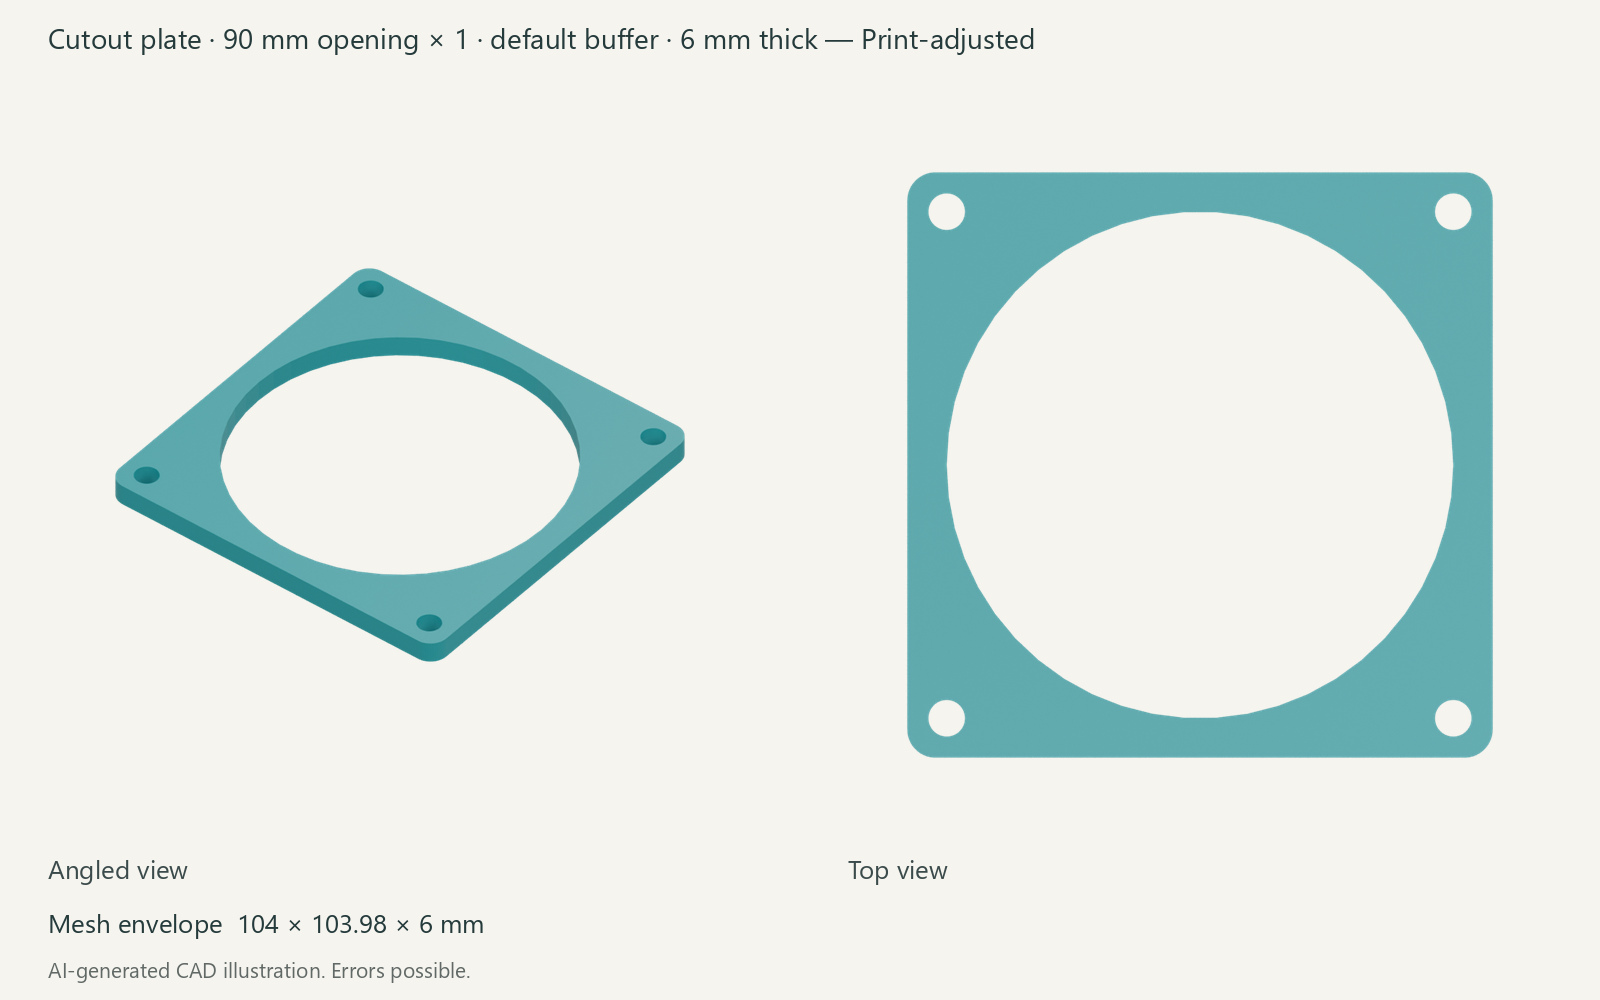 Cutout plate · 90 mm opening × 1 · default buffer · 6 mm thick — Print-adjusted
Angled view
Top view
Mesh envelope 104 × 103.98 × 6 mm
AI-generated CAD illustration. Errors possible.